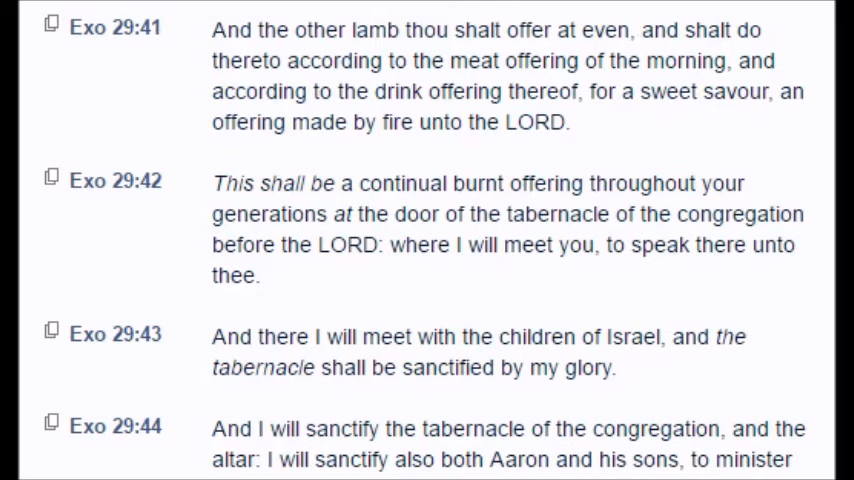 Exo 29:41 And the other lamb thou shalt offer at even, and shalt do
thereto according to the meat offering of the morning, and
according to the drink offering thereof, for a sweet savour, an
offering made by fire unto the LORD.
Exo 29:42 This shall be a continual burnt offering throughout your
generations at the door of the tabernacle of the congregation
before the LORD: where I will meet you, to speak there unto
thee.
Exo 29:43 And there I will meet with the children of Israel, and the
tabernacle shall be sanctified by my glory.
Exo 29:44 And I will sanctify the tabernacle of the congregation, and the
altar: I will sanctify also both Aaron and his sons, to minister